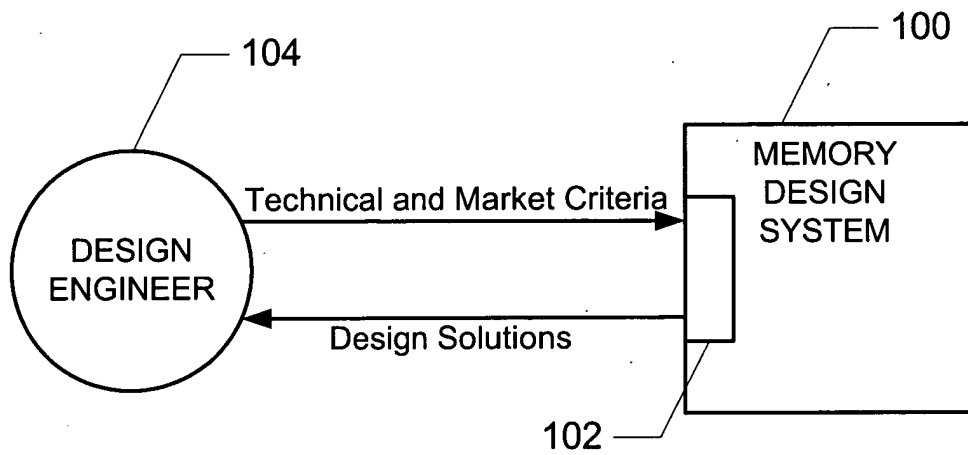 104
100
MEMORY
DESIGN
SYSTEM
Technical and Market Criteria
DESIGN
ENGINEER
Design Solutions
102